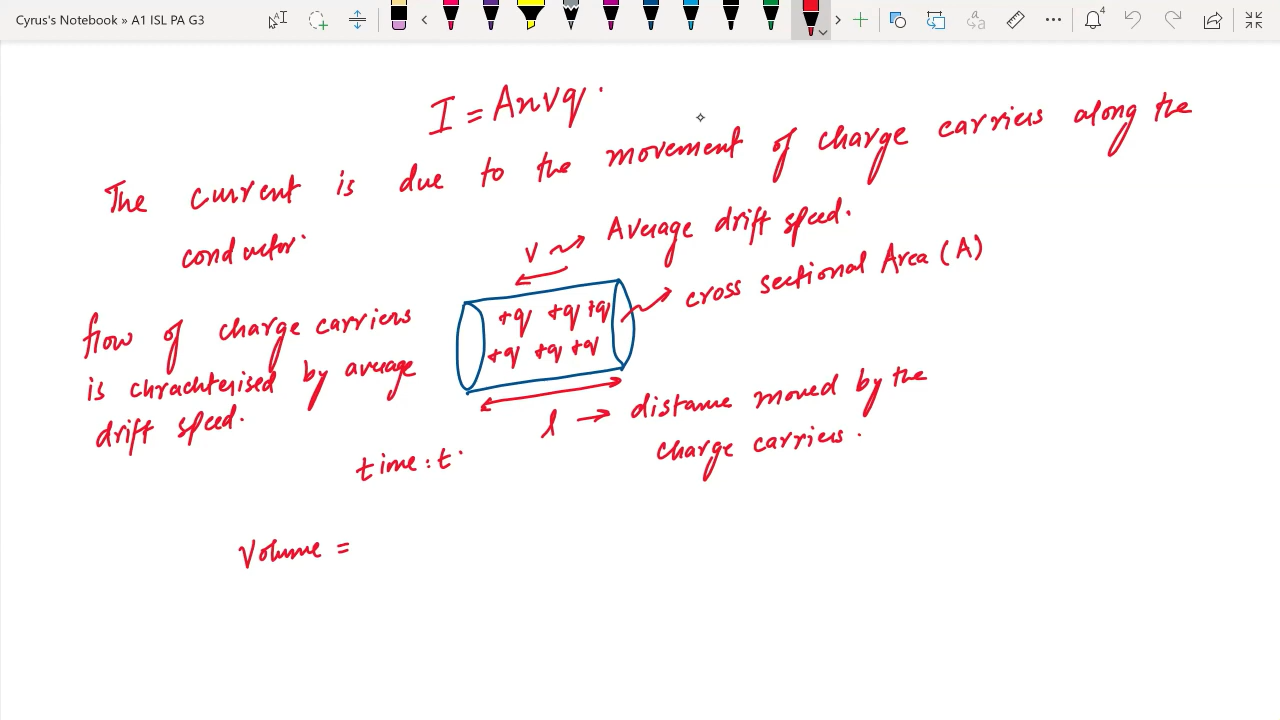 Cyrus's Notebook » A1 ISL PA G3
4
I = Anvq.
The current is due to the movement of charge carriers along the
conductor.
v → Average drift speed.
cross sectional Area (A)
+q +q +q
+q +q +q
flow of charge carriers
is chrachterised by average
drift speed.
l → distance moved by the
charge carriers.
time : t.
Volume =